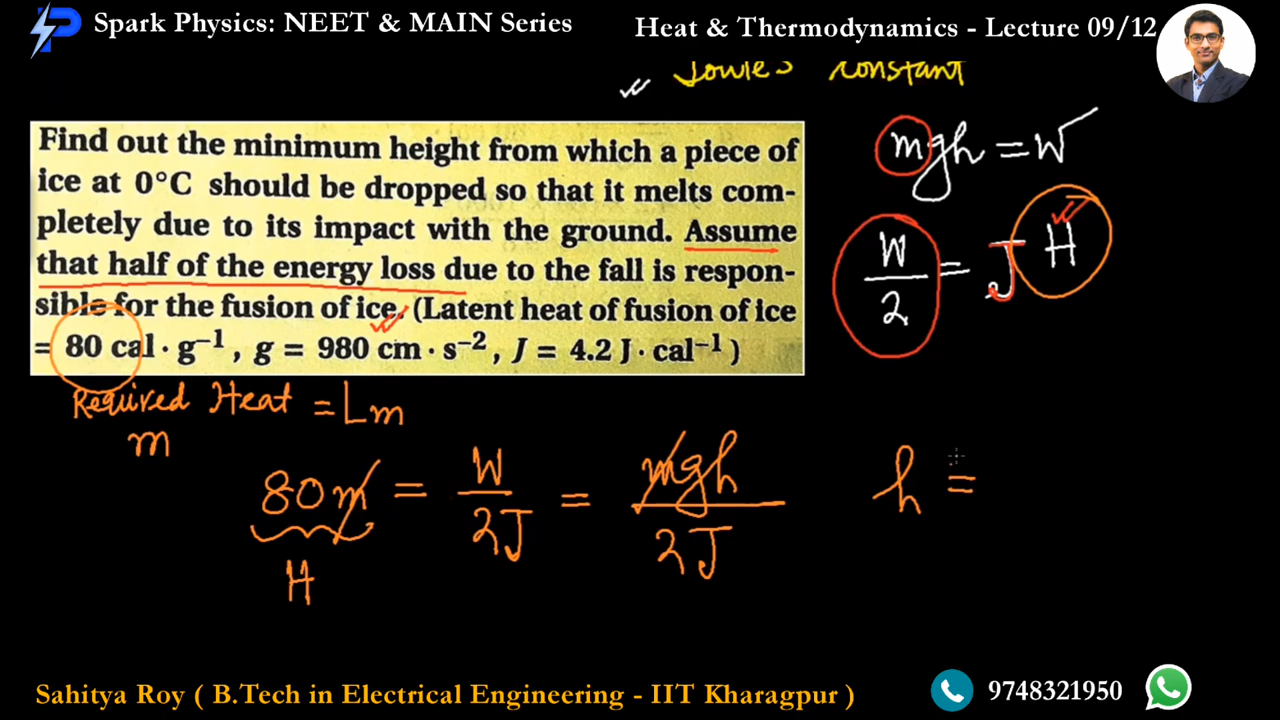 Spark Physics: NEET & MAIN Series
Heat & Thermodynamics - Lecture 09/12
Joule's constant
Find out the minimum height from which a piece of
ice at 0°C should be dropped so that it melts com-
pletely due to its impact with the ground. Assume
that half of the energy loss due to the fall is respon-
sible for the fusion of ice. (Latent heat of fusion of ice
= 80 cal·g⁻¹, g = 980 cm·s⁻², J = 4.2 J·cal⁻¹)
mgh = W
W/2 = J H
Required Heat = Lm
m
80m = W/2J = mgh/2J
h =
H
Sahitya Roy ( B.Tech in Electrical Engineering - IIT Kharagpur )
9748321950